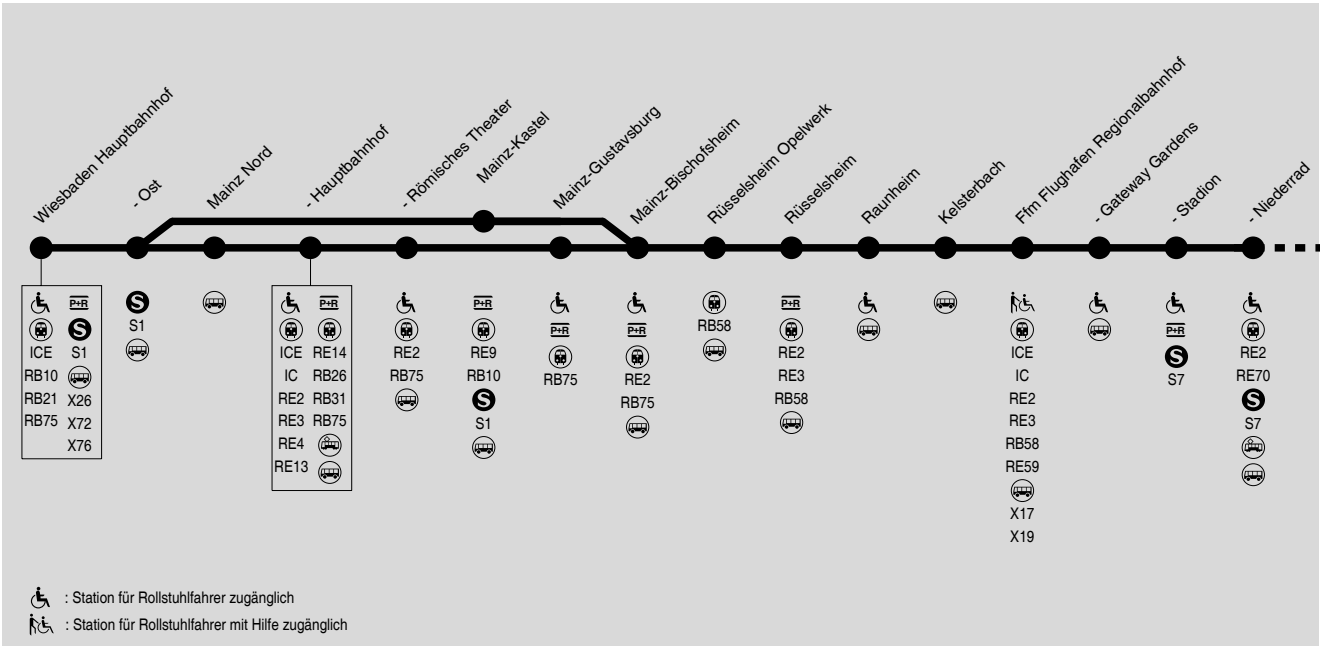 Wiesbaden Hauptbahnhof
- Ost
Mainz Nord
- Hauptbahnhof
- Römisches Theater
Mainz-Kastel
Mainz-Gustavsburg
Mainz-Bischofsheim
Rüsselsheim Opelwerk
Rüsselsheim
Raunheim
Kelsterbach
Ffm Flughafen Regionalbahnhof
- Gateway Gardens
- Stadion
- Niederrad
P+R
S
ICE S1
RB10
RB21 X26
RB75 X72
X76
S
S1
P+R
ICE RE14
IC RB26
RE2 RB31
RE3 RB75
RE4
RE13
RE2
RB75
P+R
RE9
RB10
S
S1
P+R
RB75
P+R
RE2
RB75
RB58
P+R
RE2
RE3
RB58
ICE
IC
RE2
RE3
RB58
RE59
X17
X19
P+R
S
S7
RE2
RE70
S
S7
: Station für Rollstuhlfahrer zugänglich
: Station für Rollstuhlfahrer mit Hilfe zugänglich